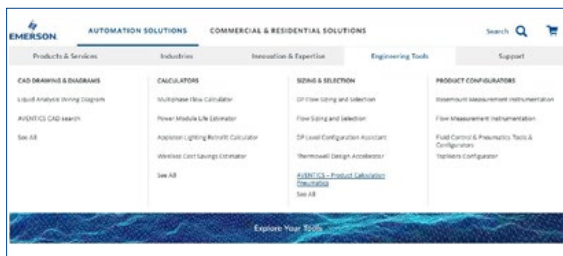 EMERSON
AUTOMATION SOLUTIONS
COMMERCIAL & RESIDENTIAL SOLUTIONS
Search
Products & Services
Industries
Innovation & Expertise
Engineering Tools
Support
CAD DRAWING & DIAGRAMS
Liquid Analysis Wiring Diagram
AVENTICS CAD search
See All
CALCULATORS
Multiphase Flow Calculator
Power Module Life Estimator
Appleton Lighting Retrofit Calculator
Wireless Cost Savings Estimator
See All
SIZING & SELECTION
DP Flow Sizing and Selection
Flow Sizing and Selection
DP Level Configuration Assistant
Thermowell Design Accelerator
AVENTICS – Product Calculation
Pneumatics
See All
PRODUCT CONFIGURATORS
Rosemount Measurement Instrumentation
Flow Measurement Instrumentation
Fluid Control & Pneumatics Tools &
Configurators
TopWorx Configurator
Explore Your Tools